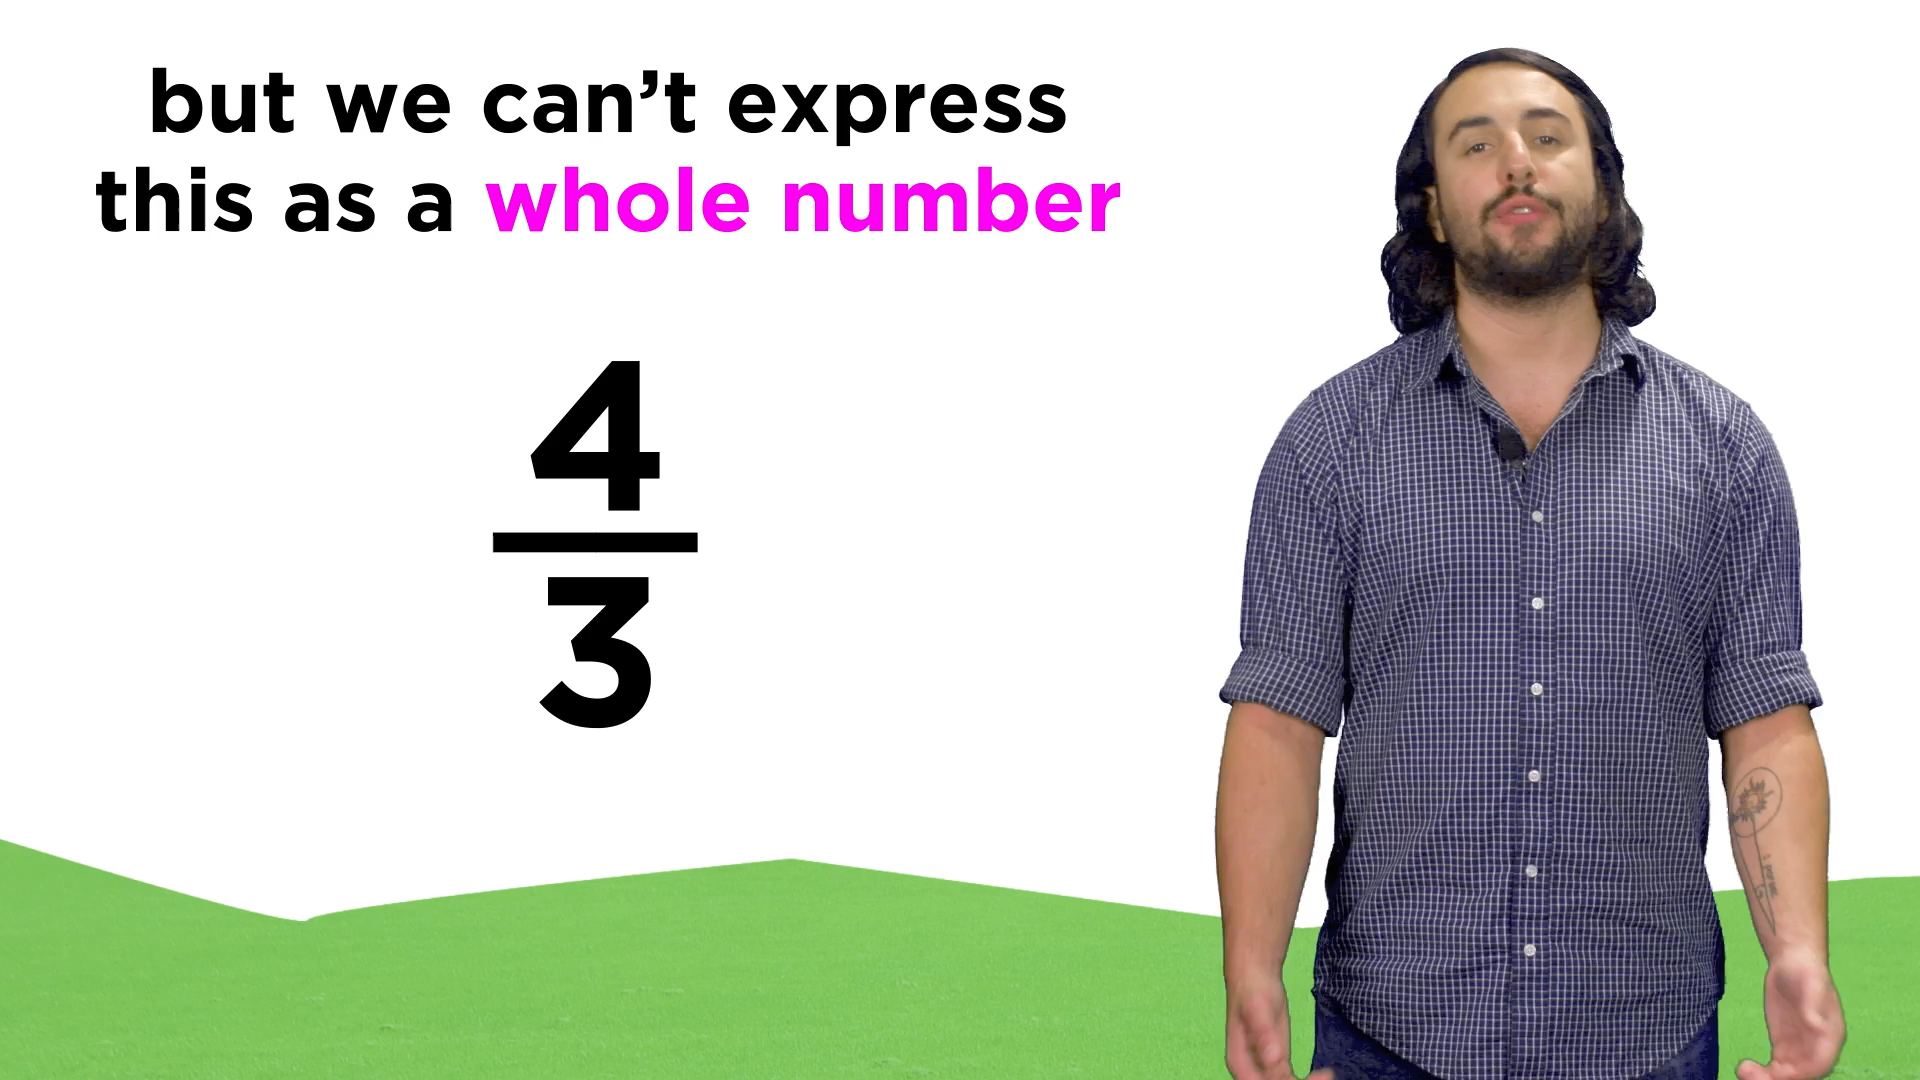 but we can’t express
this as a whole number
4
3